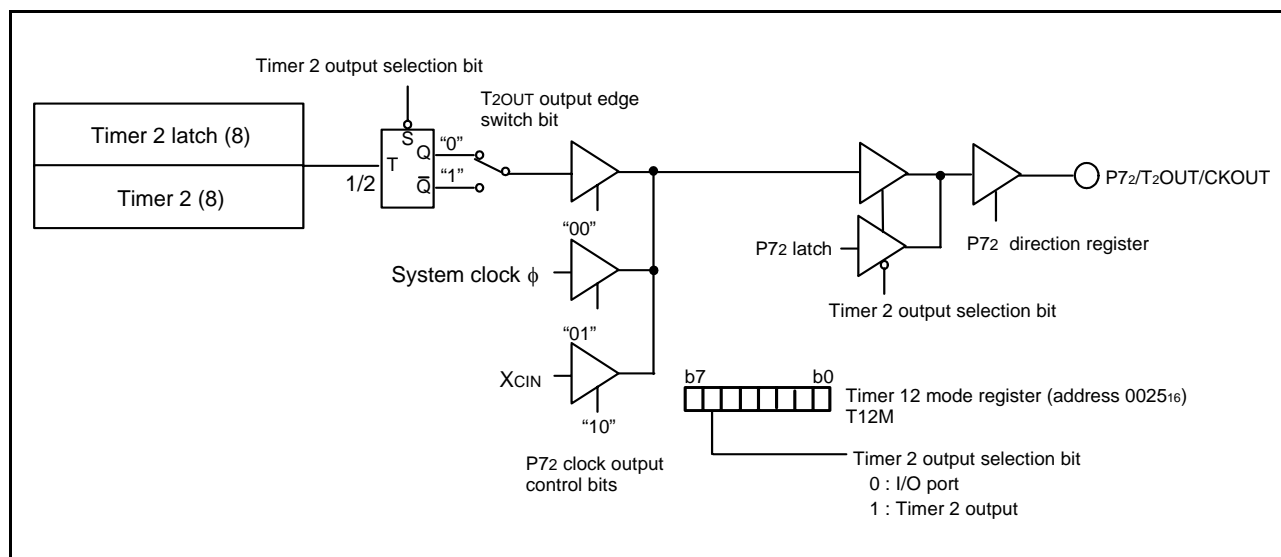 Timer 2 output selection bit
T2OUT output edge
switch bit
Timer 2 latch (8)
Timer 2 (8)
S
T
Q
Q̅
1/2
“0”
“1”
“00”
System clock ϕ
“01”
XCIN
“10”
P72 clock output
control bits
P72 latch
Timer 2 output selection bit
P72 direction register
P72/T2OUT/CKOUT
b7
b0
Timer 12 mode register (address 002516)
T12M
Timer 2 output selection bit
0 : I/O port
1 : Timer 2 output